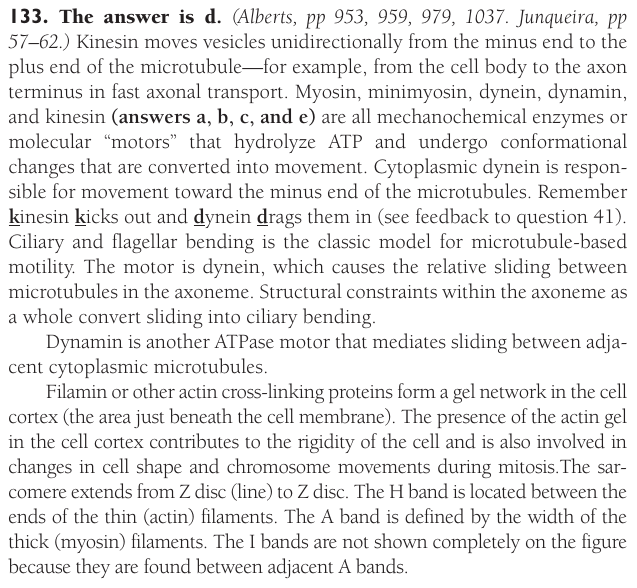 133. The answer is d. (Alberts, pp 953, 959, 979, 1037. Junqueira, pp
57–62.) Kinesin moves vesicles unidirectionally from the minus end to the
plus end of the microtubule—for example, from the cell body to the axon
terminus in fast axonal transport. Myosin, minimyosin, dynein, dynamin,
and kinesin (answers a, b, c, and e) are all mechanochemical enzymes or
molecular “motors” that hydrolyze ATP and undergo conformational
changes that are converted into movement. Cytoplasmic dynein is respon-
sible for movement toward the minus end of the microtubules. Remember
kinesin kicks out and dynein drags them in (see feedback to question 41).
Ciliary and flagellar bending is the classic model for microtubule-based
motility. The motor is dynein, which causes the relative sliding between
microtubules in the axoneme. Structural constraints within the axoneme as
a whole convert sliding into ciliary bending.
Dynamin is another ATPase motor that mediates sliding between adja-
cent cytoplasmic microtubules.
Filamin or other actin cross-linking proteins form a gel network in the cell
cortex (the area just beneath the cell membrane). The presence of the actin gel
in the cell cortex contributes to the rigidity of the cell and is also involved in
changes in cell shape and chromosome movements during mitosis.The sar-
comere extends from Z disc (line) to Z disc. The H band is located between the
ends of the thin (actin) filaments. The A band is defined by the width of the
thick (myosin) filaments. The I bands are not shown completely on the figure
because they are found between adjacent A bands.